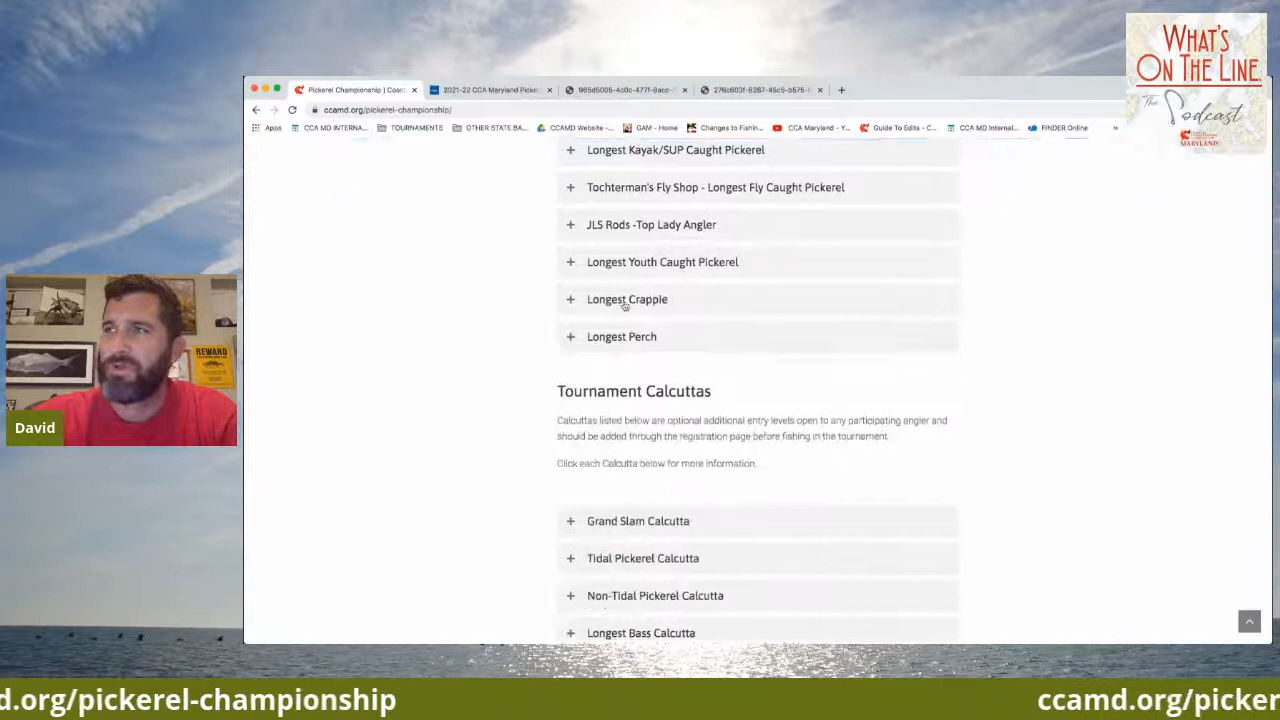 WHAT'S
ON THE LINE
The Podcast
MARYLAND
Pickerel Championship | Coast
2021-22 CCA Maryland Picker
ccamd.org/pickerel-championship/
Apps
CCA MD INTERNA...
TOURNAMENTS
OTHER STATE BA...
CCAMD Website -...
GAM - Home
Changes to Fishin...
CCA Maryland - Y...
Guide To Edits - C...
CCA MD Internal...
FINDER Online
»
+ Longest Kayak/SUP Caught Pickerel
+ Tochterman's Fly Shop - Longest Fly Caught Pickerel
+ JLS Rods -Top Lady Angler
+ Longest Youth Caught Pickerel
+ Longest Crappie
+ Longest Perch
Tournament Calcuttas
Calcuttas listed below are optional additional entry levels open to any participating angler and
should be added through the registration page before fishing in the tournament.
Click each Calcutta below for more information.
+ Grand Slam Calcutta
+ Tidal Pickerel Calcutta
+ Non-Tidal Pickerel Calcutta
+ Longest Bass Calcutta
REWARD
David
d.org/pickerel-championship
ccamd.org/picker